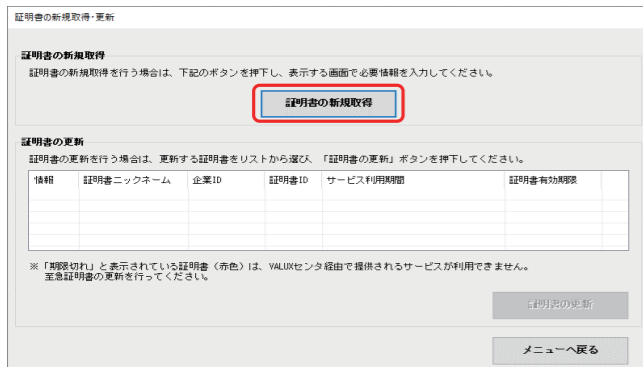 証明書の新規取得・更新
証明書の新規取得
証明書の新規取得を行う場合は、下記のボタンを押下し、表示する画面で必要情報を入力してください。
証明書の新規取得
証明書の更新
証明書の更新を行う場合は、更新する証明書をリストから選び、「証明書の更新」ボタンを押下してください。
情報 証明書ニックネーム 企業ID 証明書ID サービス利用期間 証明書有効期限
※「期限切れ」と表示されている証明書（赤色）は、VALUXセンタ経由で提供されるサービスが利用できません。
至急証明書の更新を行ってください。
証明書の更新
メニューへ戻る